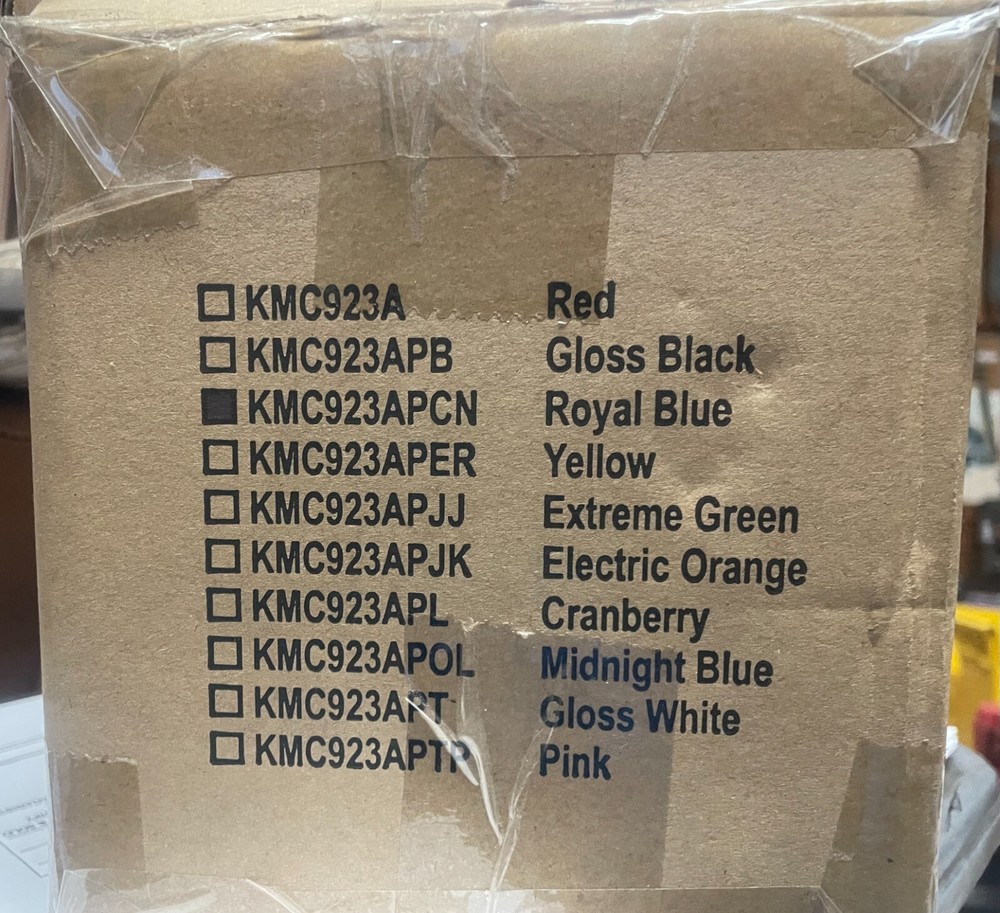 ☐ KMC923A Red
☐ KMC923APB Gloss Black
■ KMC923APCN Royal Blue
☐ KMC923APER Yellow
☐ KMC923APJJ Extreme Green
☐ KMC923APJK Electric Orange
☐ KMC923APL Cranberry
☐ KMC923APOL Midnight Blue
☐ KMC923APT Gloss White
☐ KMC923APTP Pink